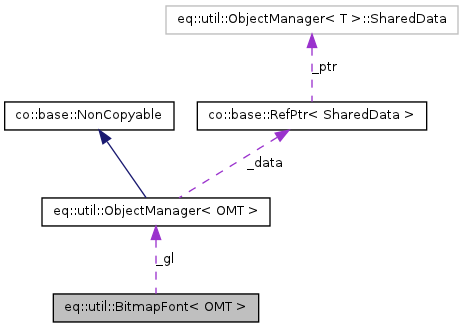 eq::util::ObjectManager< T >::SharedData
_ptr
co::base::NonCopyable
co::base::RefPtr< SharedData >
_data
eq::util::ObjectManager< OMT >
_gl
eq::util::BitmapFont< OMT >